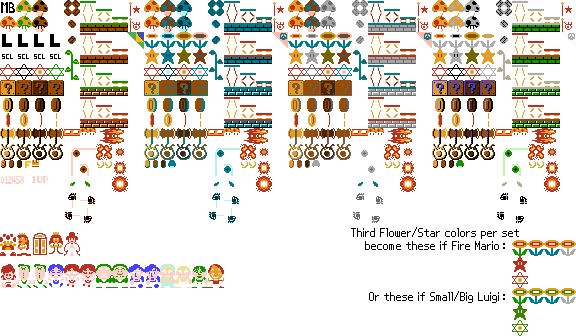 MB
L L L L
SCL SCL SCL SCL
? ? ? ? ? ? ? ? ? ? ? ? ? ? ? ?
012458 1UP
Third Flower/Star colors per set
become these if Fire Mario :
Or these if Small/Big Luigi :